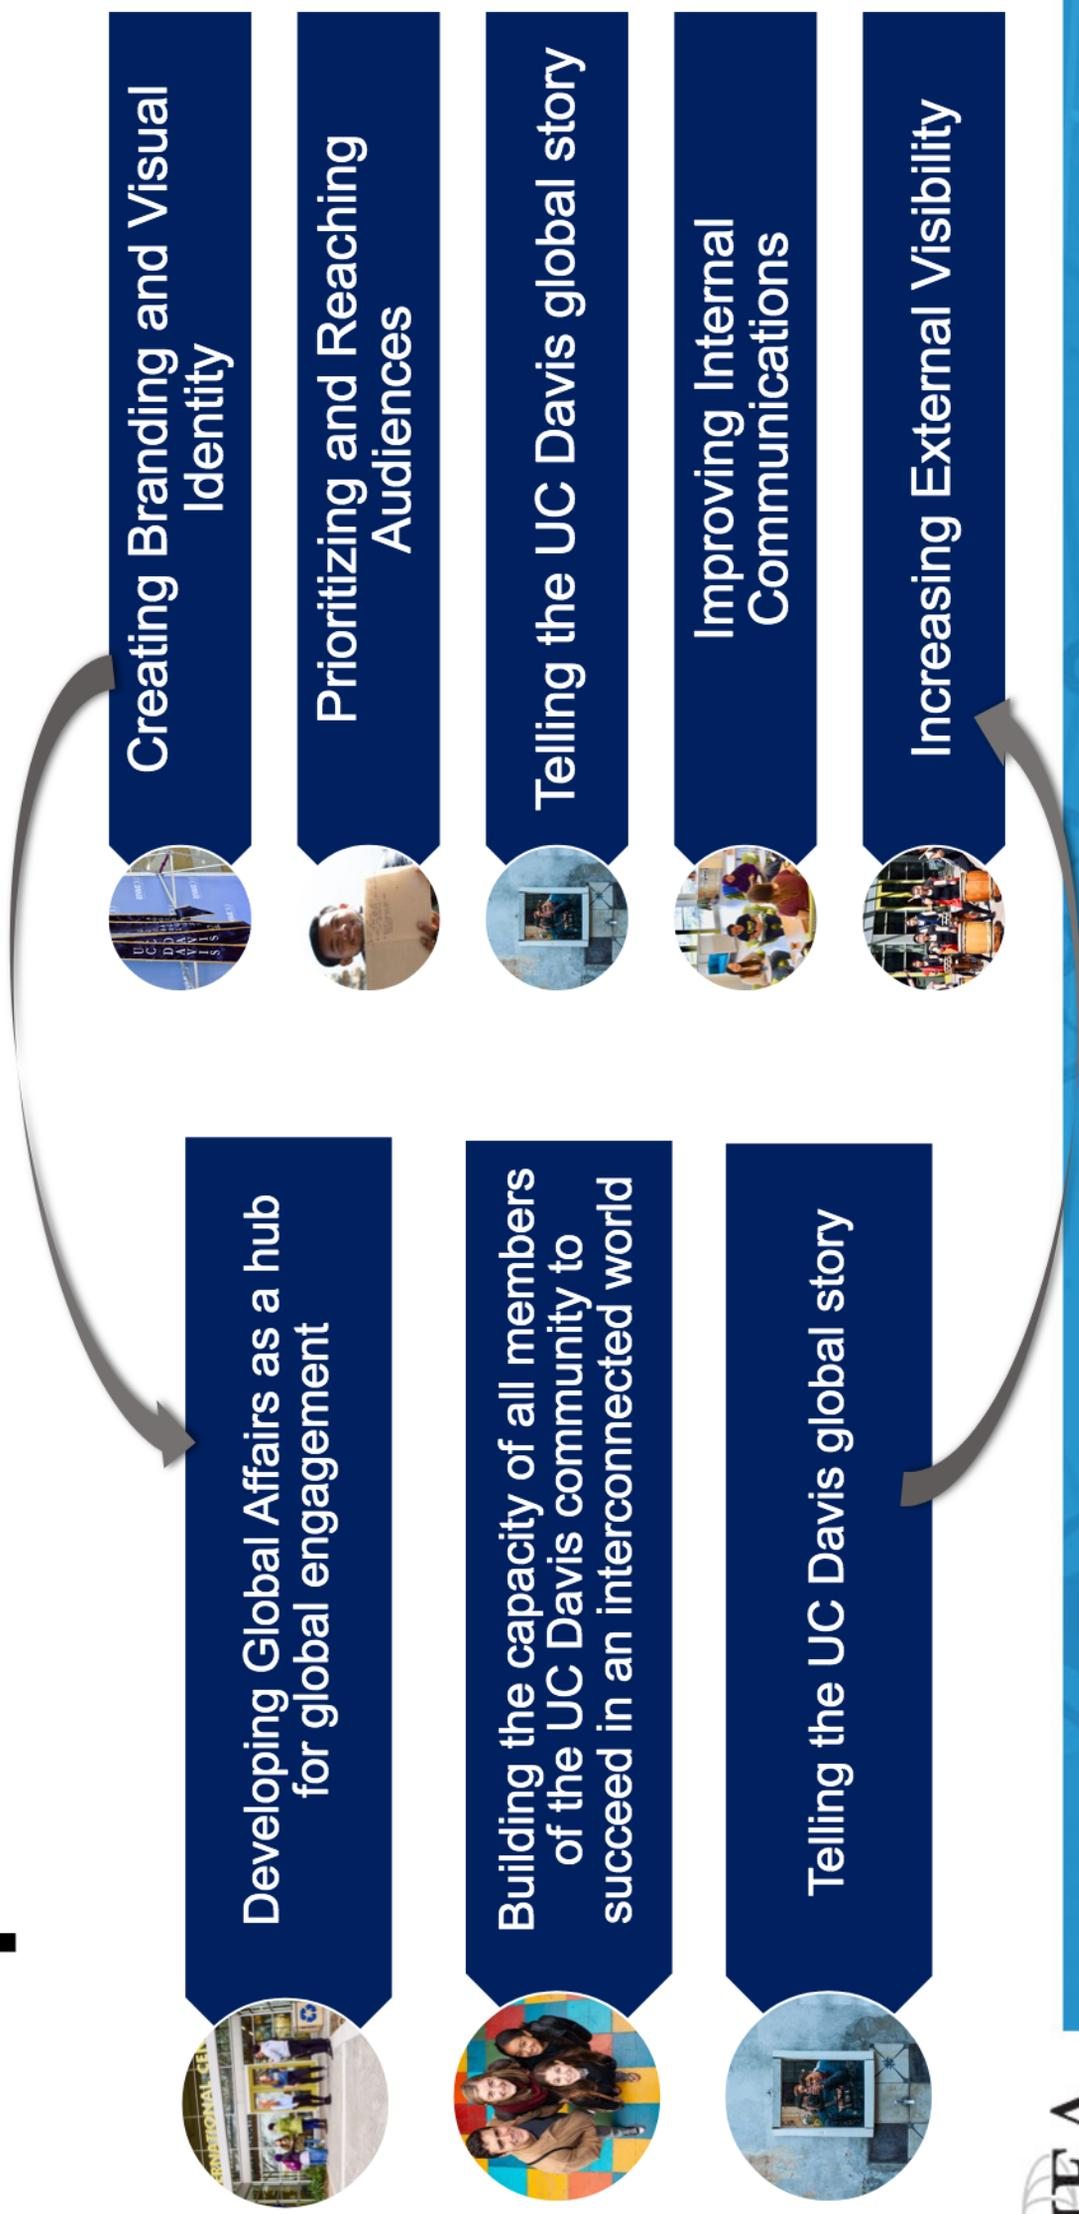 Developing Global Affairs as a hub
for global engagement
Building the capacity of all members
of the UC Davis community to
succeed in an interconnected world
Telling the UC Davis global story
Creating Branding and Visual
Identity
Prioritizing and Reaching
Audiences
Telling the UC Davis global story
Improving Internal
Communications
Increasing External Visibility